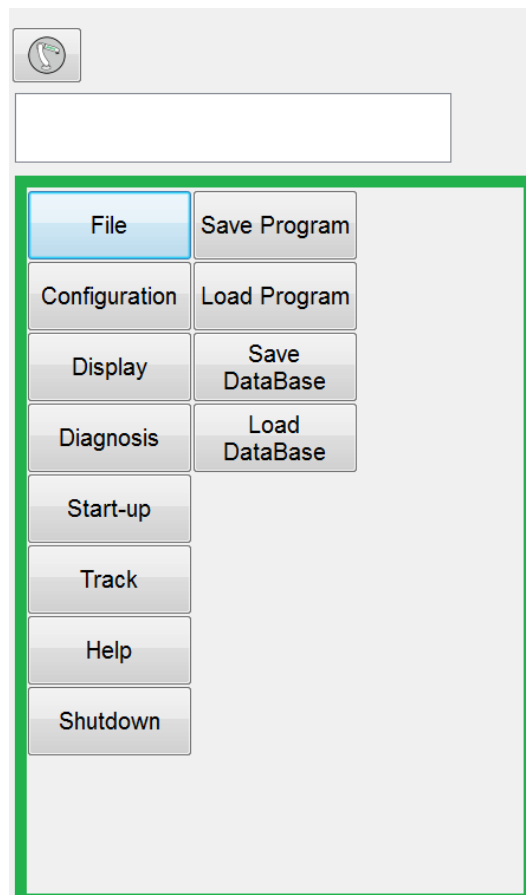 File
Save Program
Configuration
Load Program
Display
Save
DataBase
Diagnosis
Load
DataBase
Start-up
Track
Help
Shutdown